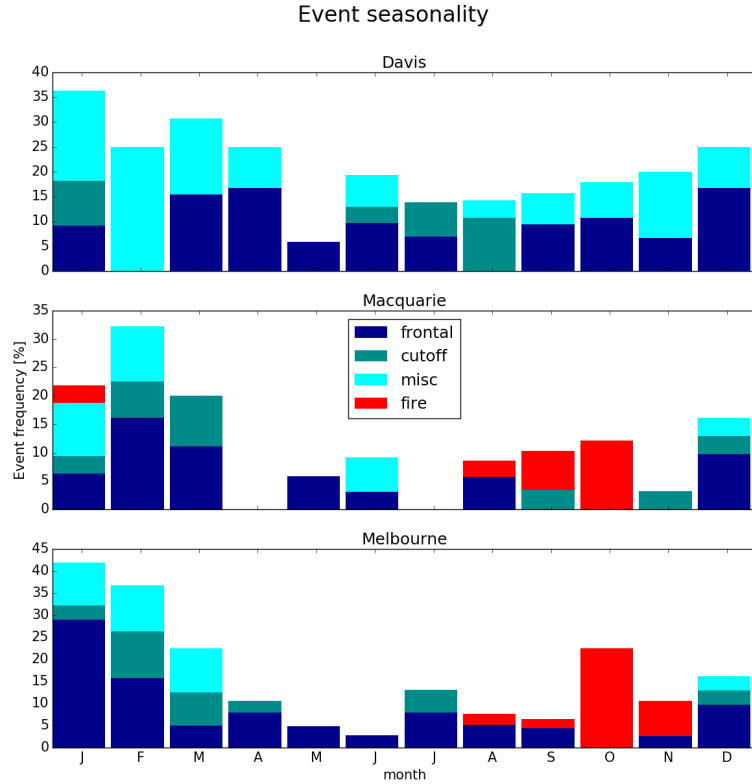 Event seasonality
Davis
40
35
30
25
20
15
10
5
0
Macquarie
35
30
25
20
15
10
5
0
frontal
cutoff
misc
fire
Event frequency [%]
Melbourne
45
40
35
30
25
20
15
10
5
0
J F M A M J J A S O N D
month